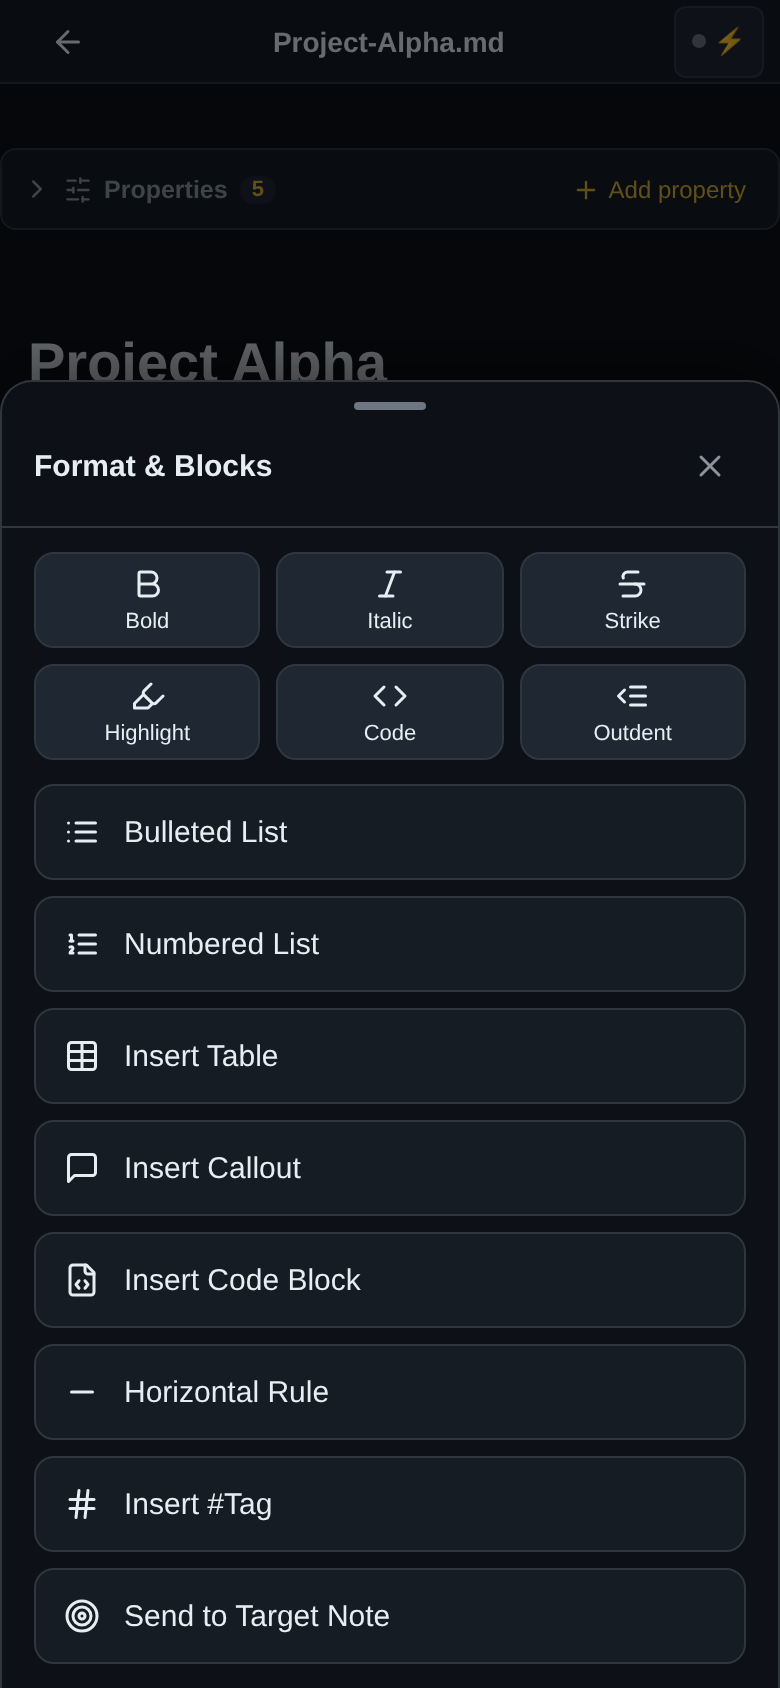 Project-Alpha.md
Properties 5
Add property
Project Alpha
Format & Blocks
Bold
Italic
Strike
Highlight
Code
Outdent
Bulleted List
Numbered List
Insert Table
Insert Callout
Insert Code Block
Horizontal Rule
Insert #Tag
Send to Target Note